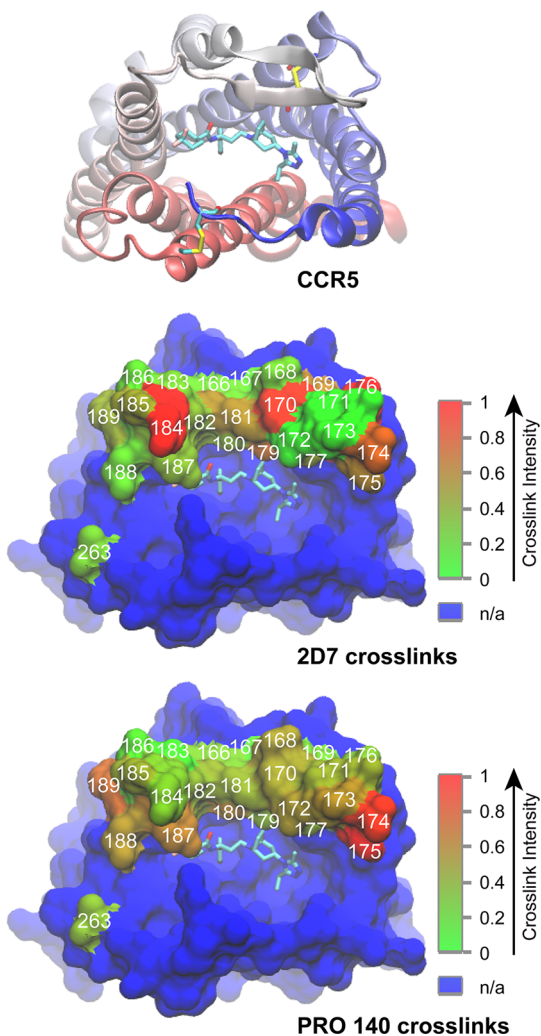 CCR5
186 183 166 167 168 169 176
189 185 184 182 181 170 171
180 172 173 174
188 187 179 177 175
263
1
0.8
0.6
0.4
0.2
0
Crosslink Intensity
n/a
2D7 crosslinks
186 183 166 167 168 169 176
189 185 184 182 181 170 171
180 172 173 174
188 187 179 177 175
263
1
0.8
0.6
0.4
0.2
0
Crosslink Intensity
n/a
PRO 140 crosslinks